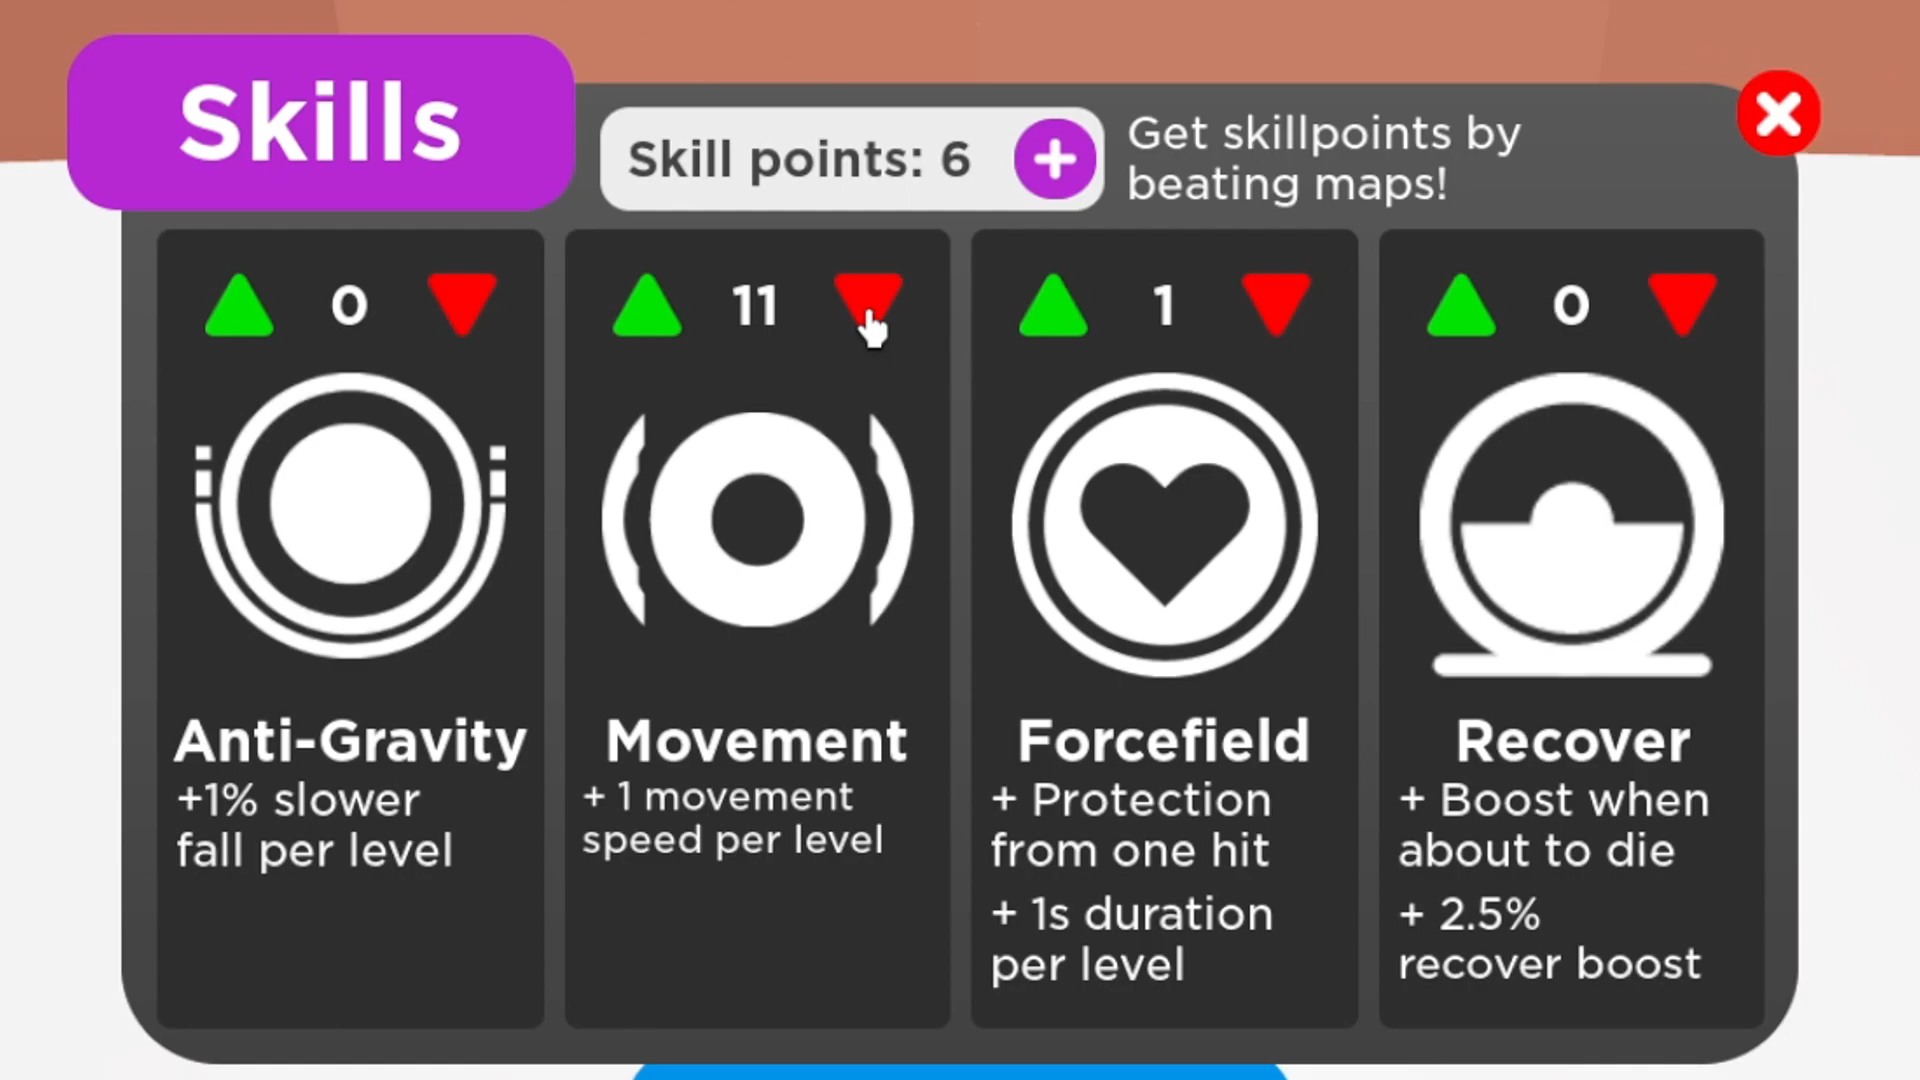 Skills
Skill points: 6
Get skillpoints by
beating maps!
0
Anti-Gravity
+1% slower
fall per level
11
Movement
+ 1 movement
speed per level
1
Forcefield
+ Protection
from one hit
+ 1s duration
per level
0
Recover
+ Boost when
about to die
+ 2.5%
recover boost